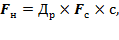 Fн = Др × Fс × с,